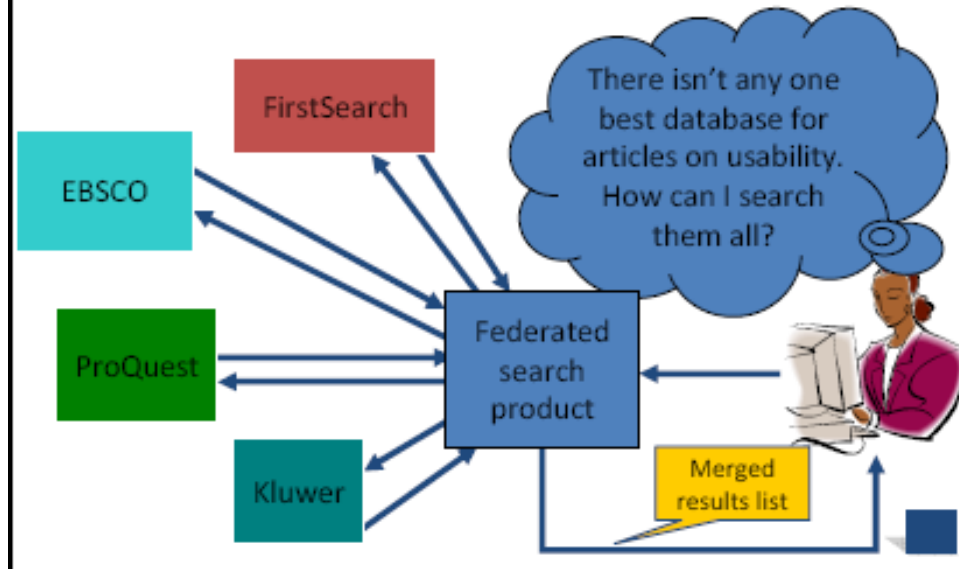 FirstSearch
EBSCO
ProQuest
Kluwer
Federated
search
product
There isn’t any one
best database for
articles on usability.
How can I search
them all?
Merged
results list